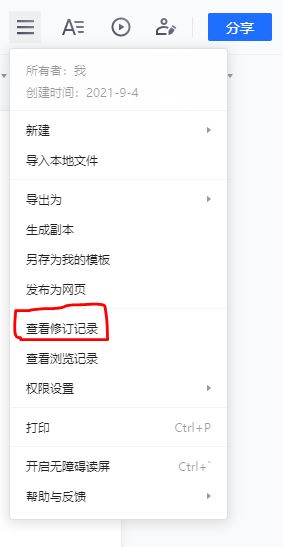 分享
所有者：我
创建时间：2021-9-4
新建
导入本地文件
导出为
生成副本
另存为我的模板
发布为网页
查看修订记录
查看浏览记录
权限设置
打印 Ctrl+P
开启无障碍读屏 Ctrl+`
帮助与反馈